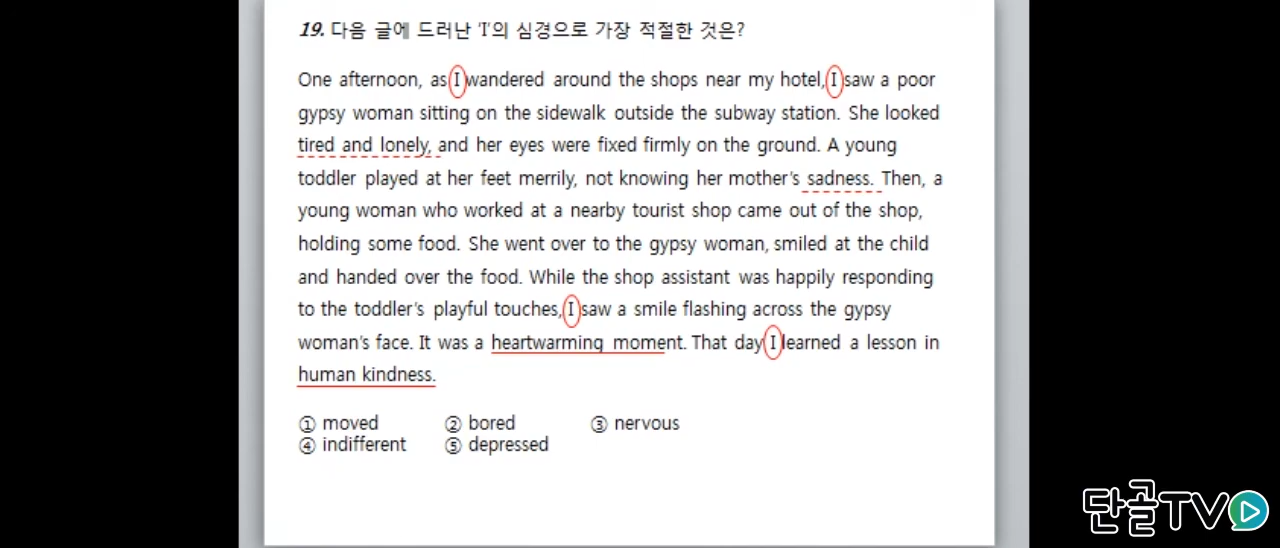 19. 다음 글에 드러난 'I'의 심경으로 가장 적절한 것은?
One afternoon, as I wandered around the shops near my hotel, I saw a poor
gypsy woman sitting on the sidewalk outside the subway station. She looked
tired and lonely, and her eyes were fixed firmly on the ground. A young
toddler played at her feet merrily, not knowing her mother's sadness. Then, a
young woman who worked at a nearby tourist shop came out of the shop,
holding some food. She went over to the gypsy woman, smiled at the child
and handed over the food. While the shop assistant was happily responding
to the toddler's playful touches, I saw a smile flashing across the gypsy
woman's face. It was a heartwarming moment. That day I learned a lesson in
human kindness.
① moved ② bored ③ nervous
④ indifferent ⑤ depressed
단골TV